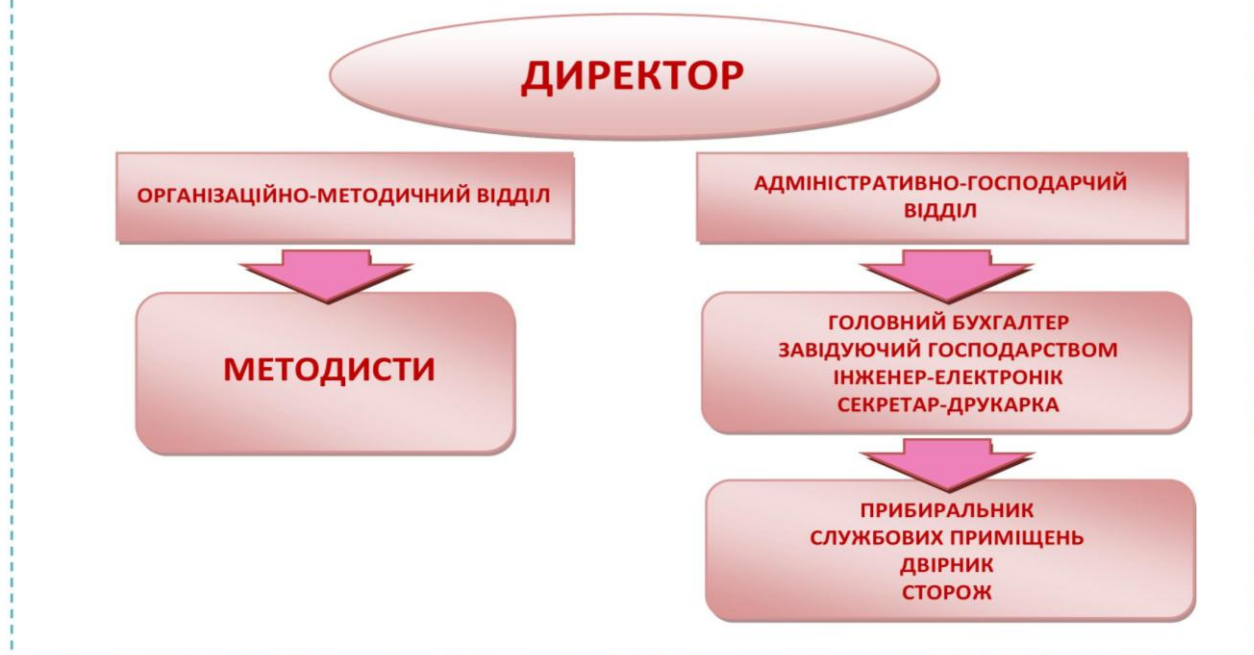 ДИРЕКТОР
ОРГАНІЗАЦІЙНО-МЕТОДИЧНИЙ ВІДДІЛ
АДМІНІСТРАТИВНО-ГОСПОДАРЧИЙ
ВІДДІЛ
МЕТОДИСТИ
ГОЛОВНИЙ БУХГАЛТЕР
ЗАВІДУЮЧИЙ ГОСПОДАРСТВОМ
ІНЖЕНЕР-ЕЛЕКТРОНІК
СЕКРЕТАР-ДРУКАРКА
ПРИБИРАЛЬНИК
СЛУЖБОВИХ ПРИМІЩЕНЬ
ДВІРНИК
СТОРОЖ